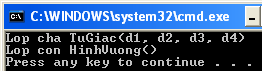 C:\WINDOWS\system32\cmd.exe
Lop cha TuGiac(d1, d2, d3, d4)
Lop con HinhVuong()
Press any key to continue . . .